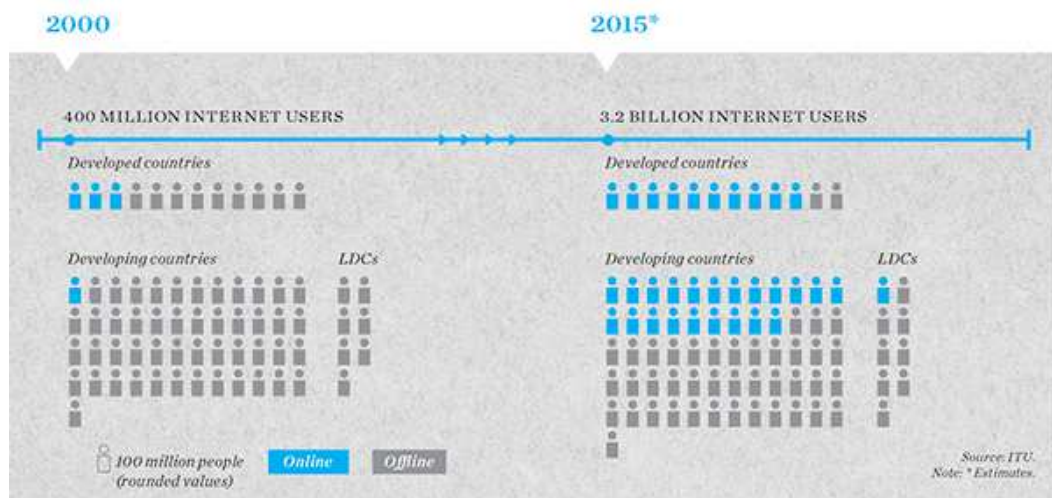 2000
2015*
400 MILLION INTERNET USERS
3.2 BILLION INTERNET USERS
Developed countries
Developed countries
Developing countries
LDCs
Developing countries
LDCs
100 million people
(rounded values)
Online
Offline
Source: ITU.
Note: * Estimates.